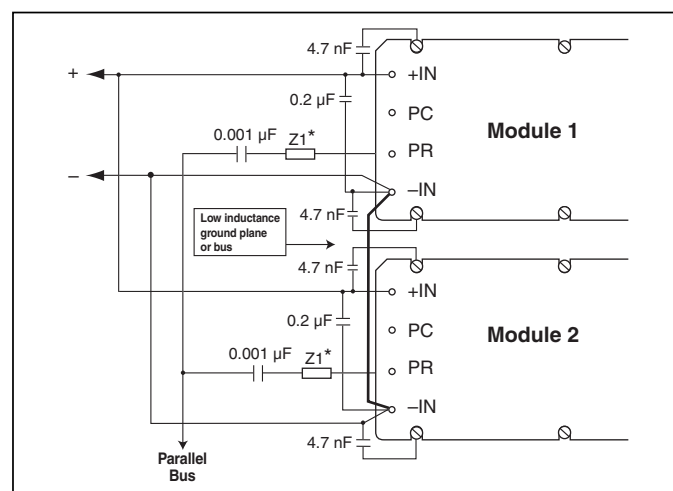 4.7 nF
+
+IN
0.2 µF
PC
Module 1
0.001 µF
Z1*
PR
–
–IN
4.7 nF
Low inductance
ground plane
or bus
4.7 nF
+IN
0.2 µF
PC
Module 2
0.001 µF
Z1*
PR
–IN
4.7 nF
Parallel
Bus